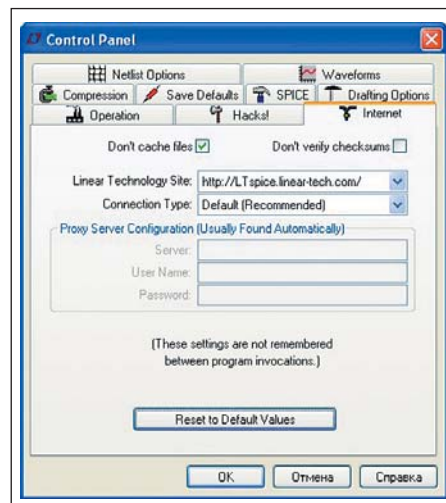 Control Panel
Netlist Options
Waveforms
Compression
Save Defaults
SPICE
Drafting Options
Operation
Hacks!
Internet
Don't cache files
Don't verify checksums
Linear Technology Site: http://LTspice.linear-tech.com/
Connection Type: Default (Recommended)
Proxy Server Configuration (Usually Found Automatically)
Server:
User Name:
Password:
(These settings are not remembered
between program invocations.)
Reset to Default Values
OK
Отмена
Справка